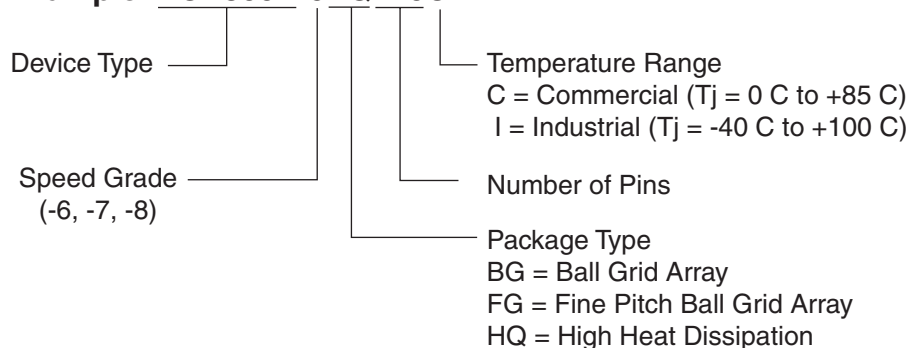 Device Type
Temperature Range
C = Commercial (Tj = 0 C to +85 C)
I = Industrial (Tj = -40 C to +100 C)
Speed Grade
(-6, -7, -8)
Number of Pins
Package Type
BG = Ball Grid Array
FG = Fine Pitch Ball Grid Array
HQ = High Heat Dissipation